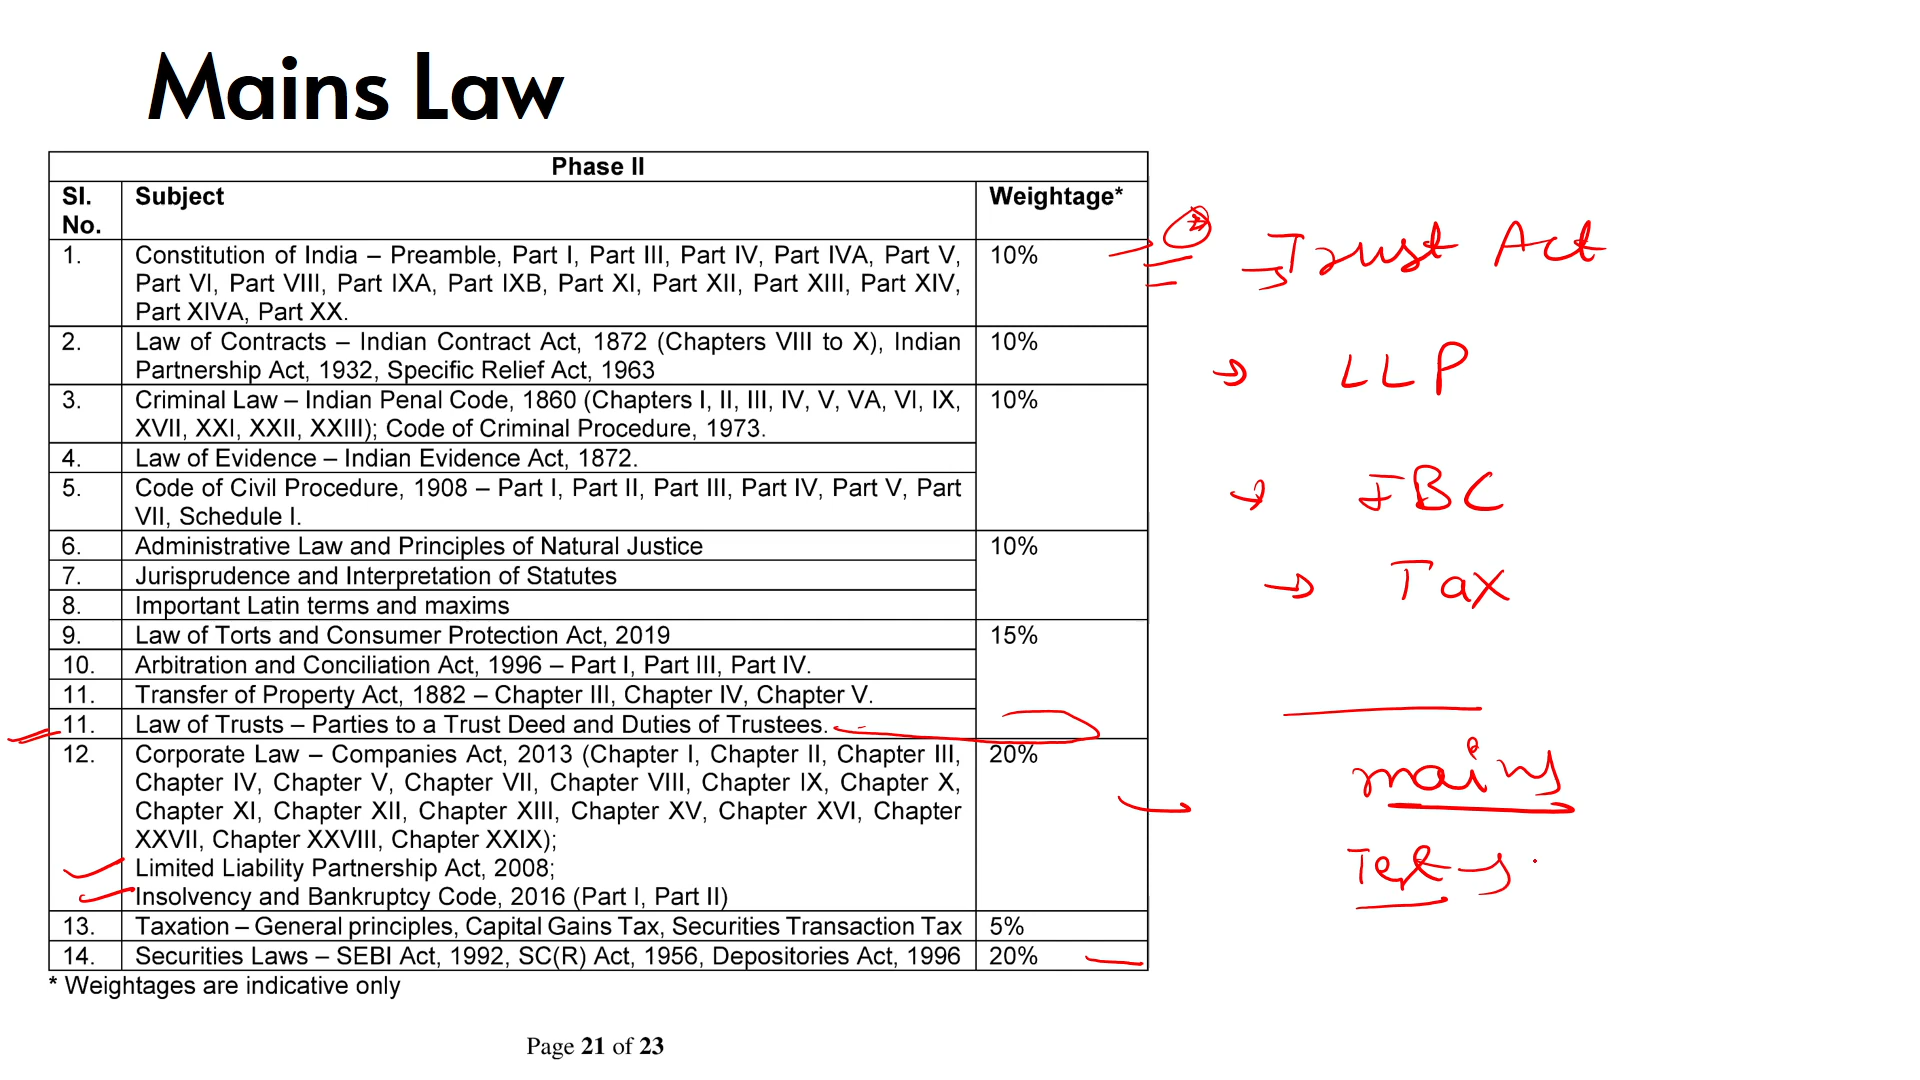 Mains Law
Phase II
Sl. No. Subject Weightage*
1. Constitution of India – Preamble, Part I, Part III, Part IV, Part IVA, Part V, 10%
Part VI, Part VIII, Part IXA, Part IXB, Part XI, Part XII, Part XIII, Part XIV,
Part XIVA, Part XX.
2. Law of Contracts – Indian Contract Act, 1872 (Chapters VIII to X), Indian 10%
Partnership Act, 1932, Specific Relief Act, 1963
3. Criminal Law – Indian Penal Code, 1860 (Chapters I, II, III, IV, V, VA, VI, IX, 10%
XVII, XXI, XXII, XXIII); Code of Criminal Procedure, 1973.
4. Law of Evidence – Indian Evidence Act, 1872.
5. Code of Civil Procedure, 1908 – Part I, Part II, Part III, Part IV, Part V, Part
VII, Schedule I.
6. Administrative Law and Principles of Natural Justice 10%
7. Jurisprudence and Interpretation of Statutes
8. Important Latin terms and maxims
9. Law of Torts and Consumer Protection Act, 2019 15%
10. Arbitration and Conciliation Act, 1996 – Part I, Part III, Part IV.
11. Transfer of Property Act, 1882 – Chapter III, Chapter IV, Chapter V.
11. Law of Trusts – Parties to a Trust Deed and Duties of Trustees.
12. Corporate Law – Companies Act, 2013 (Chapter I, Chapter II, Chapter III, 20%
Chapter IV, Chapter V, Chapter VII, Chapter VIII, Chapter IX, Chapter X,
Chapter XI, Chapter XII, Chapter XIII, Chapter XV, Chapter XVI, Chapter
XXVII, Chapter XXVIII, Chapter XXIX);
Limited Liability Partnership Act, 2008;
Insolvency and Bankruptcy Code, 2016 (Part I, Part II)
13. Taxation – General principles, Capital Gains Tax, Securities Transaction Tax 5%
14. Securities Laws – SEBI Act, 1992, SC(R) Act, 1956, Depositories Act, 1996 20%
* Weightages are indicative only
Page 21 of 23
Trust Act
LLP
IBC
Tax
mains